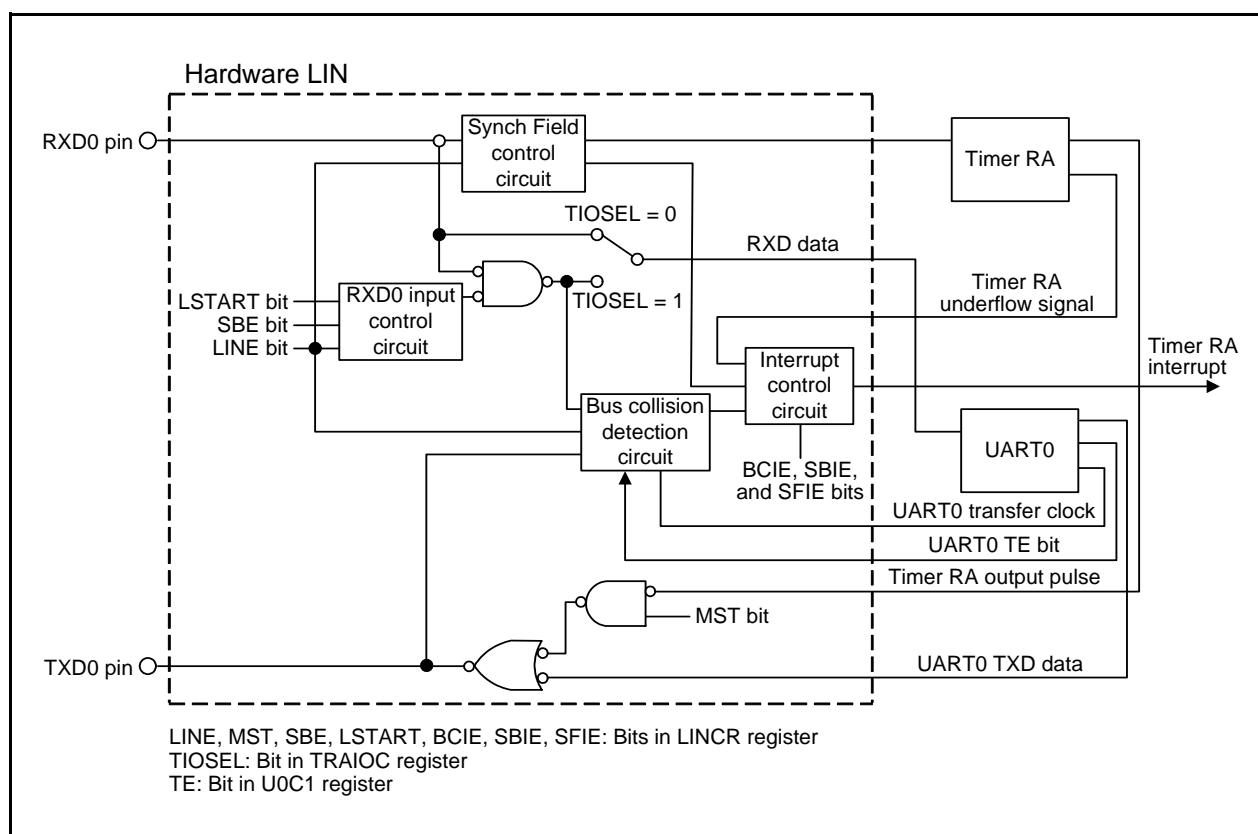 Hardware LIN
RXD0 pin
Synch Field
control
circuit
Timer RA
TIOSEL = 0
RXD data
TIOSEL = 1
Timer RA
underflow signal
LSTART bit
SBE bit
LINE bit
RXD0 input
control
circuit
Interrupt
control
circuit
Timer RA
interrupt
Bus collision
detection
circuit
BCIE, SBIE,
and SFIE bits
UART0
UART0 transfer clock
UART0 TE bit
Timer RA output pulse
MST bit
TXD0 pin
UART0 TXD data
LINE, MST, SBE, LSTART, BCIE, SBIE, SFIE: Bits in LINCR register
TIOSEL: Bit in TRAIOC register
TE: Bit in U0C1 register